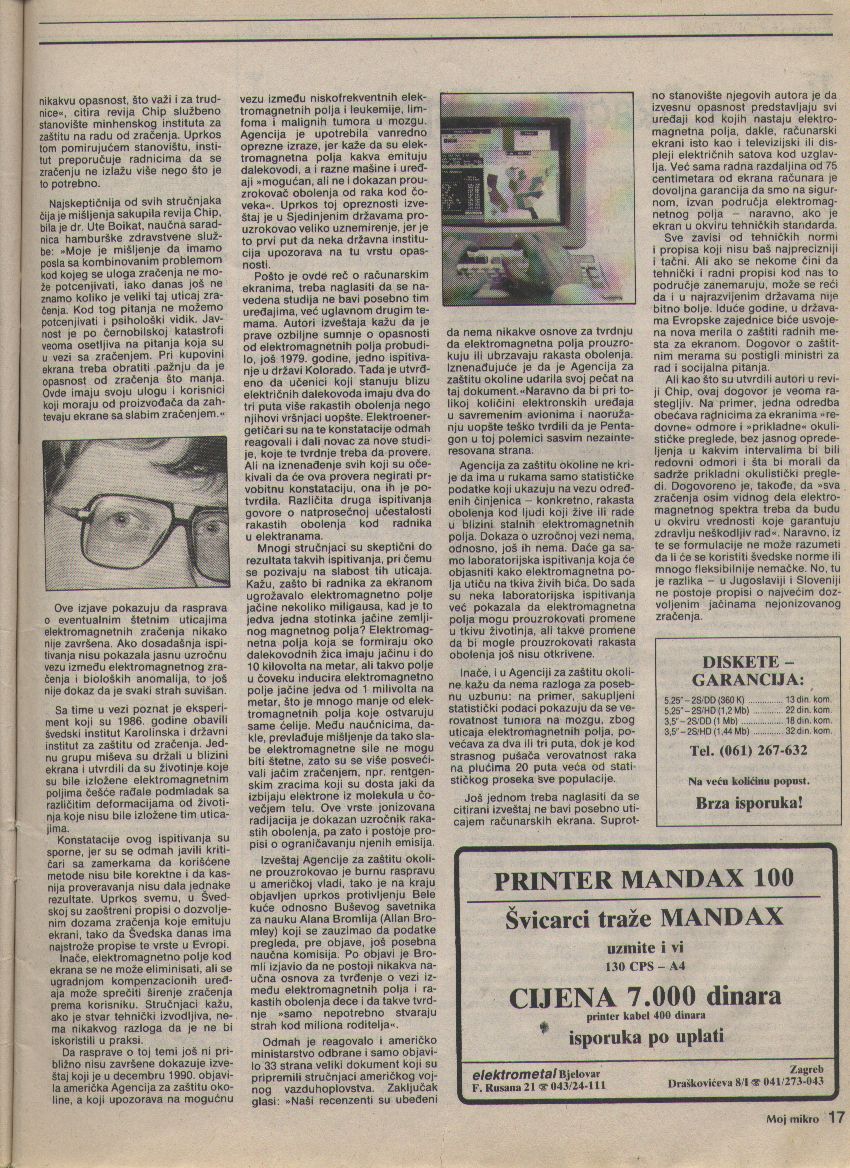 nikakvu opasnost, što važi i za trud-
nice«, citira revija Chip službeno
stanovište minhenskog instituta za
zaštitu na radu od zračenja. Uprkos
tom pomirujućem stanovištu, insti-
tut preporučuje radnicima da se
zračenju ne izlažu više nego što je
to potrebno.
Najskeptičnija od svih stručnjaka
čija je mišljenja sakupila revija Chip,
bila je dr. Ute Boikat, naučna sarad-
nica hamburške zdravstvene služ-
be: »Moje je mišljenje da imamo
posla sa kombinovanim problemom
kod kojeg se uloga zračenja ne mo-
že potcenjivati, iako danas još ne
znamo koliko je veliki taj uticaj zra-
čenja. Kod tog pitanja ne možemo
potcenjivati i psihološki vidik. Jav-
nost je po černobilskoj katastrofi
veoma osetljiva na pitanja koja su
u vezi sa zračenjem. Pri kupovini
ekrana treba obratiti pažnju da je
opasnost od zračenja što manja.
Ovde imaju svoju ulogu i korisnici
koji moraju od proizvođača da zah-
tevaju ekrane sa slabim zračenjem.«
Ove izjave pokazuju da rasprava
o eventualnim štetnim uticajima
elektromagnetnih zračenja nikako
nije završena. Ako dosadašnja ispi-
tivanja nisu pokazala jasnu uzročnu
vezu između elektromagnetnog zra-
čenja i bioloških anomalija, to još
nije dokaz da je svaki strah suvišan.
Sa time u vezi poznat je eksperi-
ment koji su 1986. godine obavili
švedski institut Karolinska i državni
institut za zaštitu od zračenja. Jed-
nu grupu miševa su držali u blizini
ekrana i utvrdili da su životinje koje
su bile izložene elektromagnetnim
poljima češće rađale podmladak sa
različitim deformacijama od životi-
nja koje nisu bile izložene tim utica-
jima.
Konstatacije ovog ispitivanja su
sporne, jer su se odmah javili kriti-
čari sa zamerkama da korišćene
metode nisu bile korektne i da kas-
nija proveravanja nisu dala jednake
rezultate. Uprkos svemu, u Šved-
skoj su zaoštreni propisi o dozvolje-
nim dozama zračenja koje emituju
ekrani, tako da Švedska danas ima
najstrože propise te vrste u Evropi.
Inače, elektromagnetno polje kod
ekrana se ne može eliminisati, ali se
ugradnjom kompenzacionih uređ-
aja može sprečiti širenje zračenja
prema korisniku. Stručnjaci kažu,
ako je stvar tehnički izvodljiva, ne-
ma nikakvog razloga da je ne bi
iskoristili u praksi.
Da rasprave o toj temi još ni pri-
bližno nisu završene dokazuje izve-
štaj koji je u decembru 1990. objavi-
la američka Agencija za zaštitu oko-
line, a koji upozorava na mogućnu
vezu između niskofrekventnih elek-
tromagnetnih polja i leukemije, lim-
foma i malignih tumora u mozgu.
Agencija je upotrebila vanredno
oprezne izraze, jer kaže da su elek-
tromagnetna polja kakva emituju
dalekovodi, a i razne mašine i uređ-
aji »mogućan, ali ne i dokazan prou-
zrokovač obolenja od raka kod čo-
veka«. Uprkos toj opreznosti izve-
štaj je u Sjedinjenim državama pro-
uzrokovao veliko uznemirenje, jer je
to prvi put da neka državna institu-
cija upozorava na tu vrstu opas-
nosti.
Pošto je ovde reč o računarskim
ekranima, treba naglasiti da se na-
vedena studija ne bavi posebno tim
uređajima, već uglavnom drugim te-
mama. Autori izveštaja kažu da je
prave ozbiljne sumnje o opasnosti
od elektromagnetnih polja probudi-
lo, još 1979. godine, jedno ispitiva-
nje u državi Kolorado. Tada je utvrđ-
eno da učenici koji stanuju blizu
električnih dalekovoda imaju dva do
tri puta više rakastih obolenja nego
njihovi vršnjaci uopšte. Elektroener-
getičari su na te konstatacije odmah
reagovali i dali novac za nove studi-
je, koje te tvrdnje treba da provere.
Ali na iznenađenje svih koji su oče-
kivali da će ova provera negirati pr-
vobitnu konstataciju, ona ih je po-
tvrdila. Različita druga ispitivanja
govore o natprosečnoj učestalosti
rakastih obolenja kod radnika
u elektranama.
Mnogi stručnjaci su skeptični do
rezultata takvih ispitivanja, pri čemu
se pozivaju na slabost tih uticaja.
Kažu, zašto bi radnika za ekranom
ugrožavalo elektromagnetno polje
jačine nekoliko miligausa, kad je to
jedva jedna stotinka jačine zemlji-
nog magnetnog polja? Elektromag-
netna polja koja se formiraju oko
dalekovodnih žica imaju jačinu i do
10 kilovolta na metar, ali takvo polje
u čoveku inducira elektromagnetno
polje jačine jedva od 1 milivolta na
metar, što je mnogo manje od elek-
tromagnetnih polja koje ostvaruju
same ćelije. Među naučnicima, da-
kle, prevlađuje mišljenje da tako sla-
be elektromagnetne sile ne mogu
biti štetne, zato su se više posveći-
vali jačim zračenjem, npr. rentgen-
skim zracima koji su dosta jaki da
izbijaju elektrone iz molekula u čo-
večjem telu. Ove vrste jonizovana
radijacija je dokazan uzročnik raka-
stih obolenja, pa zato i postoje pro-
pisi o ograničavanju njenih emisija.
Izveštaj Agencije za zaštitu okoli-
ne prouzrokovao je burnu raspravu
u američkoj vladi, tako je na kraju
objavljen uprkos protivljenju Bele
kuće odnosno Buševog savetnika
za nauku Alana Bromlija (Allan Bro-
mley) koji se zauzimao da podatke
pregleda, pre objave, još posebna
naučna komisija. Po objavi je Bro-
mli izjavio da ne postoji nikakva na-
učna osnova za tvrđenje o vezi iz-
među elektromagnetnih polja i ra-
kastih obolenja dece i da takve tvrd-
nje »samo nepotrebno stvaraju
strah kod miliona roditelja«.
Odmah je reagovalo i američko
ministarstvo odbrane i samo objavi-
lo 33 strana veliki dokument koji su
pripremili stručnjaci američkog voj-
nog vazduhoplovstva. Zaključak
glasi: »Naši recenzenti su ubeđeni
da nema nikakve osnove za tvrdnju
da elektromagnetna polja prouzro-
kuju ili ubrzavaju rakasta obolenja.
Iznenađujuće je da je Agencija za
zaštitu okoline udarila svoj pečat na
taj dokument.«Naravno da bi pri to-
likoj količini elektronskih uređaja
u savremenim avionima i naoruža-
nju uopšte teško tvrdili da je Penta-
gon u toj polemici sasvim nezainte-
resovana strana.
Agencija za zaštitu okoline ne kri-
je da ima u rukama samo statističke
podatke koji ukazuju na vezu određ-
enih činjenica – konkretno, rakasta
obolenja kod ljudi koji žive ili rade
u blizini stalnih elektromagnetnih
polja. Dokaza o uzročnoj vezi nema,
odnosno, još ih nema. Daće ga sa-
mo laboratorijska ispitivanja koja će
objasniti kako elektromagnetna po-
lja utiču na tkiva živih bića. Do sada
su neka laboratorijska ispitivanja
već pokazala da elektromagnetna
polja mogu prouzrokovati promene
u tkivu životinja, ali takve promene
da bi mogle prouzrokovati rakasta
obolenja još nisu otkrivene.
Inače, i u Agenciji za zaštitu okoli-
ne kažu da nema razloga za poseb-
nu uzbunu: na primer, sakupljeni
statistički podaci pokazuju da se ve-
rovatnost tumora na mozgu, zbog
uticaja elektromagnetnih polja, po-
većava za dva ili tri puta, dok je kod
strasnog pušača verovatnost raka
na plućima 20 puta veća od stati-
stičkog proseka sve populacije.
Još jednom treba naglasiti da se
citirani izveštaj ne bavi posebno uti-
cajem računarskih ekrana. Suprot-
no stanovište njegovih autora je da
izvesnu opasnost predstavljaju svi
uređaji kod kojih nastaju elektro-
magnetna polja, dakle, računarski
ekrani isto kao i televizijski ili dis-
pleji električnih satova kod uzglav-
lja. Već sama radna razdaljina od 75
centimetara od ekrana računara je
dovoljna garancija da smo na sigur-
nom, izvan područja elektromag-
netnog polja – naravno, ako je
ekran u okviru tehničkih standarda.
Sve zavisi od tehničkih normi
i propisa koji nisu baš najprecizniji
i tačni. Ali ako se nekome čini da
tehnički i radni propisi kod nas to
područje zanemaruju, može se reći
da i u najrazvijenim državama nije
bitno bolje. Iduće godine, u država-
ma Evropske zajednice biće usvoje-
na nova merila o zaštiti radnih me-
sta za ekranom. Dogovor o zaštit-
nim merama su postigli ministri za
rad i socijalna pitanja.
Ali kao što su utvrdili autori u revi-
ji Chip, ovaj dogovor je veoma ra-
stegljiv. Na primer, jedna odredba
obećava radnicima za ekranima »re-
dovne« odmore i »prikladne« okuli-
stičke preglede, bez jasnog oprede-
ljenja u kakvim intervalima bi bili
redovni odmori i šta bi morali da
sadrže prikladni okulistički pregle-
di. Dogovoreno je, takođe, da »sva
zračenja osim vidnog dela elektro-
magnetnog spektra treba da budu
u okviru vrednosti koje garantuju
zdravlju neškodljiv rad«. Naravno, iz
te se formulacije ne može razumeti
da li će se koristiti švedske norme ili
mnogo fleksibilnije nemačke. No, tu
je razlika – u Jugoslaviji i Sloveniji
ne postoje propisi o najvećim doz-
voljenim jačinama nejonizovanog
zračenja.
DISKETE –
GARANCIJA:
5,25″–2S/DD (360 K) ............. 13 din. kom.
5,25″–2S/HD (1,2 Mb) ........... 22 din. kom.
3,5″–2S/DD (1 Mb) ............... 18 din. kom.
3,5″–2S/HD (1,44 Mb) .......... 32 din. kom.
Tel. (061) 267-632
Na veću količinu popust.
Brza isporuka!
PRINTER MANDAX 100
Švicarci traže MANDAX
uzmite i vi
130 CPS – A4
CIJENA 7.000 dinara
printer kabel 400 dinara
isporuka po uplati
elektrometal Bjelovar
F. Rusana 21 ☏ 043/24-111
Zagreb
Draškovićeva 8/I ☏ 041/273-043
Moj mikro 17